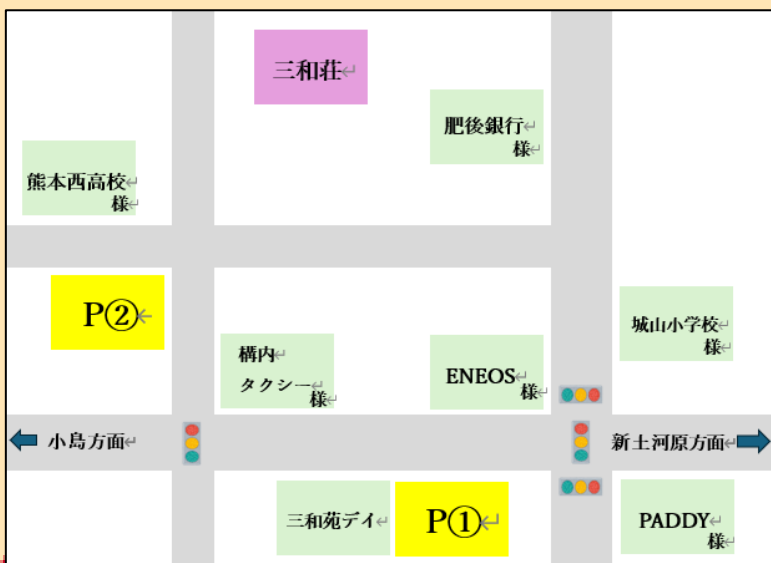 三和荘↵
肥後銀行↵
様↵
熊本西高校↵
様↵
P②↵
城山小学校↵
様↵
構内↵
タクシー↵
様↵
ENEOS↵
様↵
小島方面↵
新土河原方面↵
三和苑デイ↵
P①↵
PADDY↵
様↵